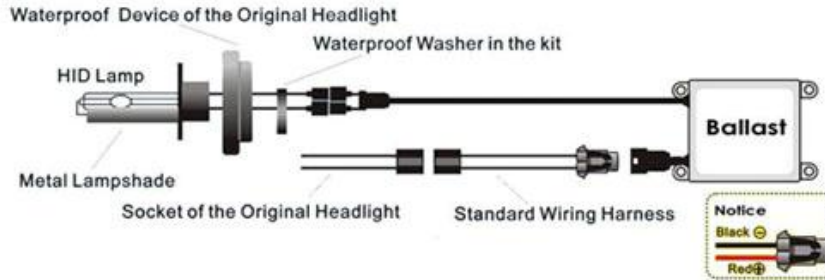 Waterproof Device of the Original Headlight
Waterproof Washer in the kit
HID Lamp
Ballast
Metal Lampshade
Socket of the Original Headlight
Standard Wiring Harness
Notice
Black ⊖
Red⊕